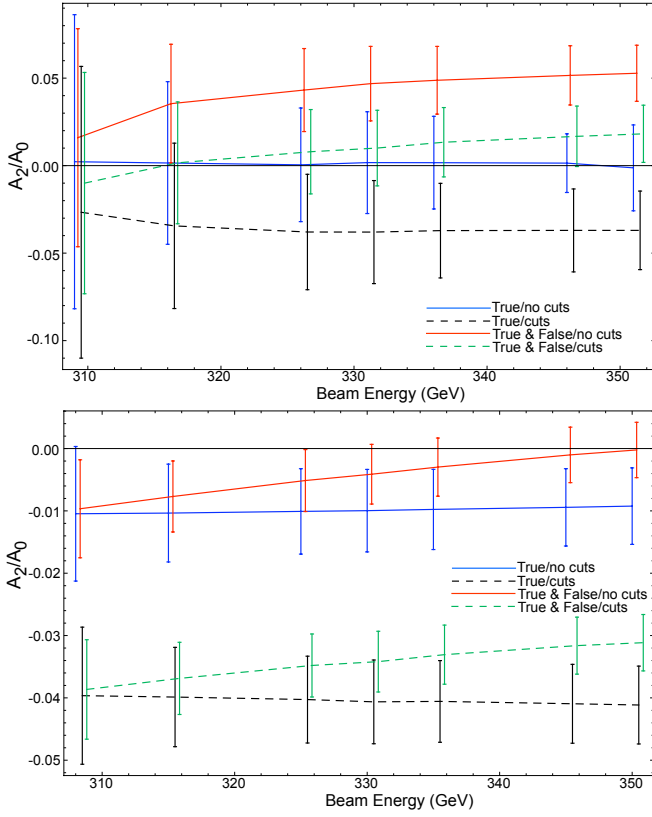 0.05
0.00
-0.05
-0.10
A2/A0
True/no cuts
True/cuts
True & False/no cuts
True & False/cuts
310 320 330 340 350
Beam Energy (GeV)
0.00
-0.01
-0.02
-0.03
-0.04
-0.05
A2/A0
True/no cuts
True/cuts
True & False/no cuts
True & False/cuts
310 320 330 340 350
Beam Energy (GeV)